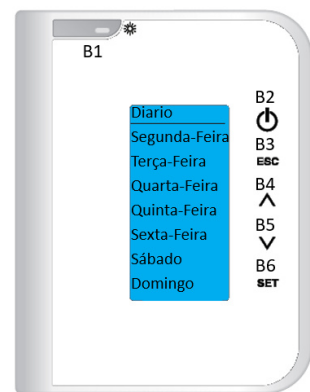 B1
Diario
Segunda-Feira
Terça-Feira
Quarta-Feira
Quinta-Feira
Sexta-Feira
Sábado
Domingo
B2
B3
ESC
B4
B5
B6
SET